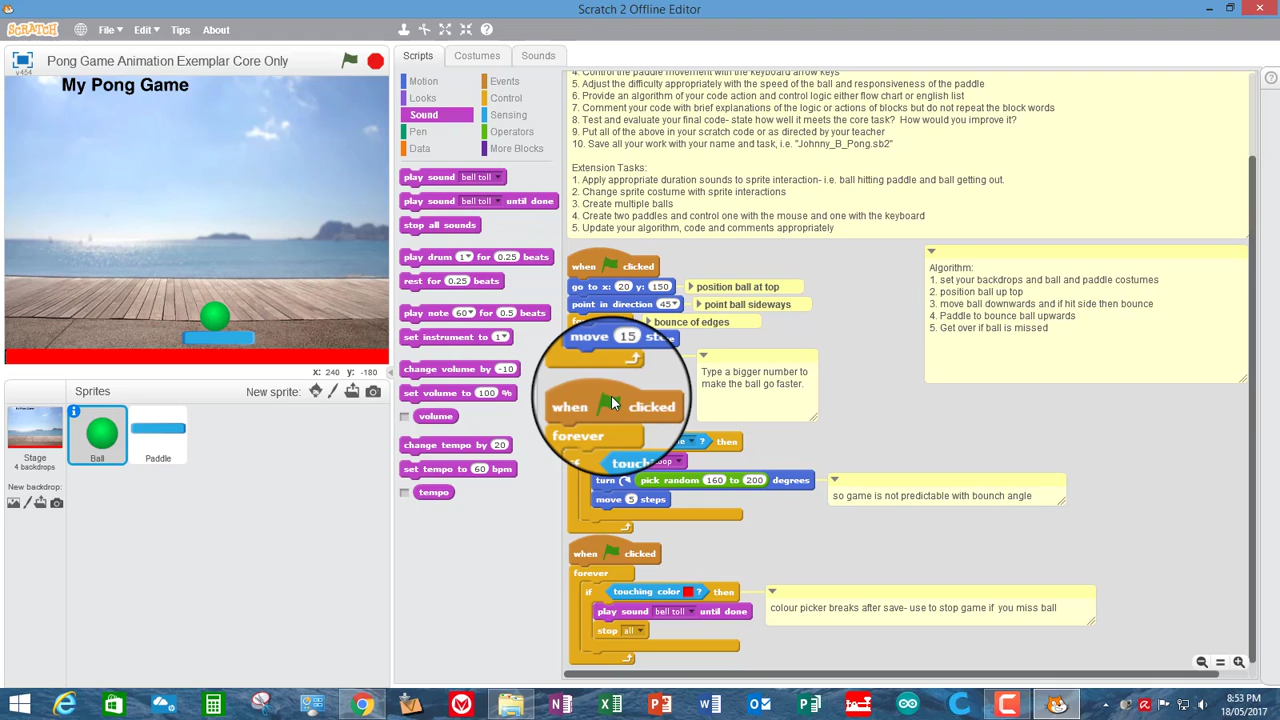 Scratch 2 Offline Editor
SCRATCH File Edit Tips About
v454 Pong Game Animation Exemplar Core Only
My Pong Game
x: 240 y: -180
Sprites New sprite:
Stage
4 backdrops
New backdrop:
Ball
Paddle
Scripts Costumes Sounds
Motion Events
Looks Control
Sound Sensing
Pen Operators
Data More Blocks
play sound bell toll
play sound bell toll until done
stop all sounds
play drum 1 for 0.25 beats
rest for 0.25 beats
play note 60 for 0.5 beats
set instrument to 1
change volume by -10
set volume to 100 %
volume
change tempo by 20
set tempo to 60 bpm
tempo
4. Control the paddle movement with the keyboard arrow keys
5. Adjust the difficulty appropriately with the speed of the ball and responsiveness of the paddle
6. Provide an algorithm of your code action and control logic either flow chart or english list
7. Comment your code with brief explanations of the logic or actions of blocks but do not repeat the block words
8. Test and evaluate your final code- state how well it meets the core task? How would you improve it?
9. Put all of the above in your scratch code or as directed by your teacher
10. Save all your work with your name and task, i.e. "Johnny_B_Pong.sb2"
Extension Tasks:
1. Apply appropriate duration sounds to sprite interaction- i.e. ball hitting paddle and ball getting out.
2. Change sprite costume with sprite interactions
3. Create multiple balls
4. Create two paddles and control one with the mouse and one with the keyboard
5. Update your algorithm, code and comments appropriately
when clicked
go to x: 20 y: 150 position ball at top
point in direction 45 point ball sideways
bounce of edges
move 15
Type a bigger number to
make the ball go faster.
when clicked
forever
? then
turn pick random 160 to 200 degrees
move 5 steps
so game is not predictable with bounch angle
when clicked
forever
if touching color ? then
play sound bell toll until done
stop all
colour picker breaks after save- use to stop game if you miss ball
Algorithm:
1. set your backdrops and ball and paddle costumes
2. position ball up top
3. move ball downwards and if hit side then bounce
4. Paddle to bounce ball upwards
5. Get over if ball is missed
8:53 PM
18/05/2017